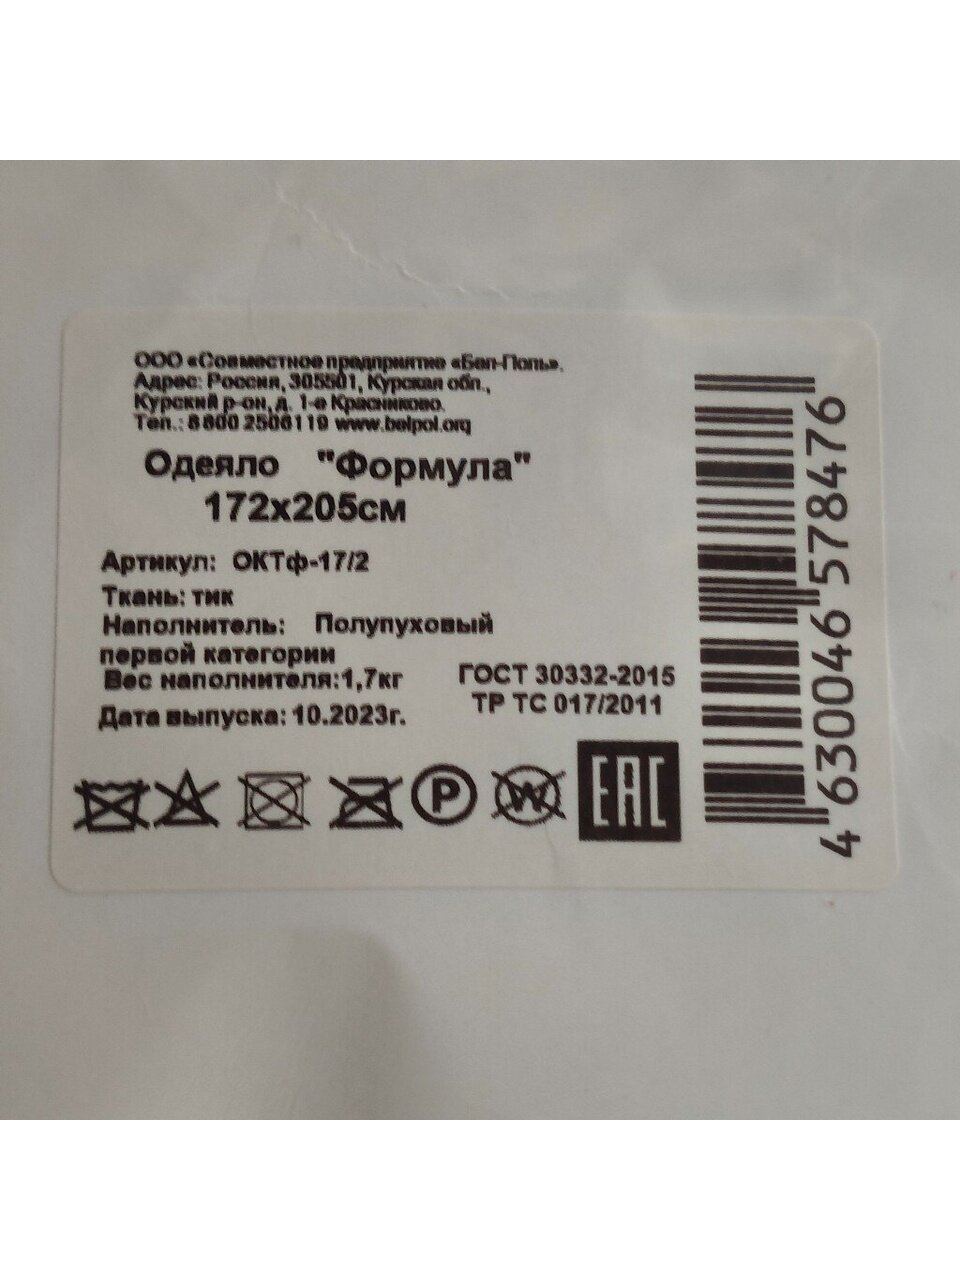 ООО «Совместное предприятие «Бел-Поль».
Адрес: Россия, 305501, Курская обл.,
Курский р-он, д. 1-е Красниково.
Тел.: 8 800 2506119 www.belpol.org
Одеяло "Формула"
172х205см
Артикул: ОКТф-17/2
Ткань: тик
Наполнитель: Полупуховый
первой категории
Вес наполнителя:1,7кг
Дата выпуска: 10.2023г.
ГОСТ 30332-2015
ТР ТС 017/2011
P
W
EAC
4 630046 578476